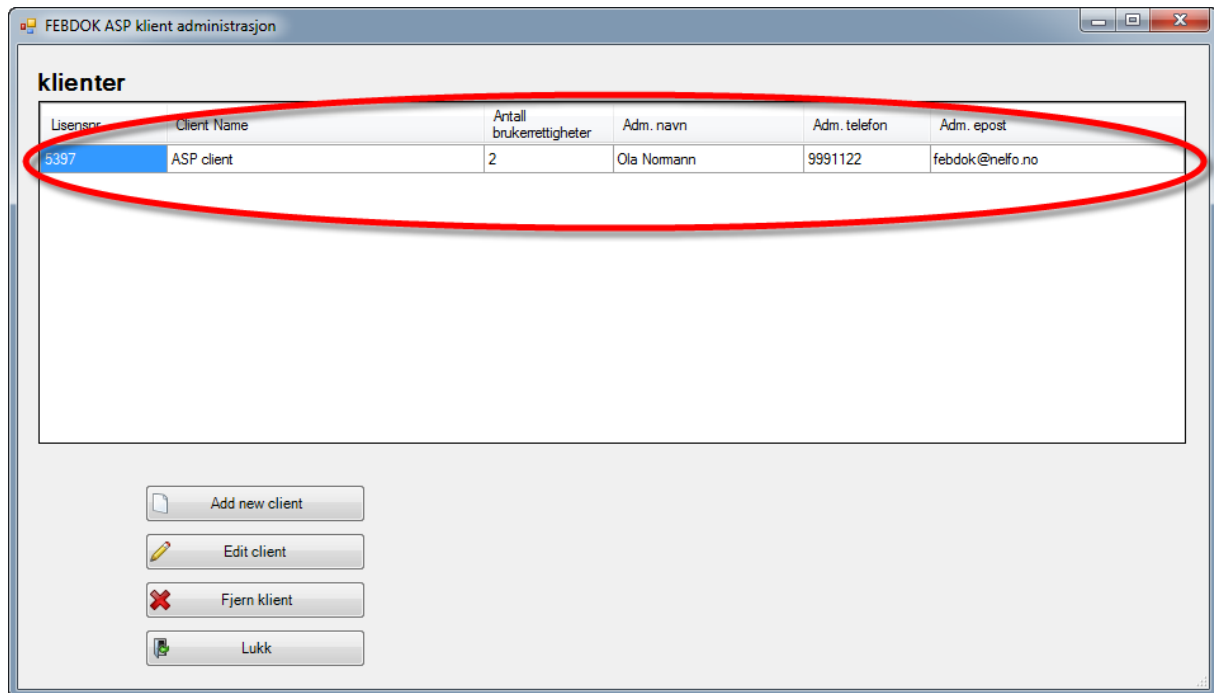 FEBDOK ASP klient administrasjon
klienter
Lisensnr Client Name Antall brukerrettigheter Adm. navn Adm. telefon Adm. epost
5397 ASP client 2 Ola Normann 9991122 febdok@nelfo.no
Add new client
Edit client
Fjern klient
Lukk